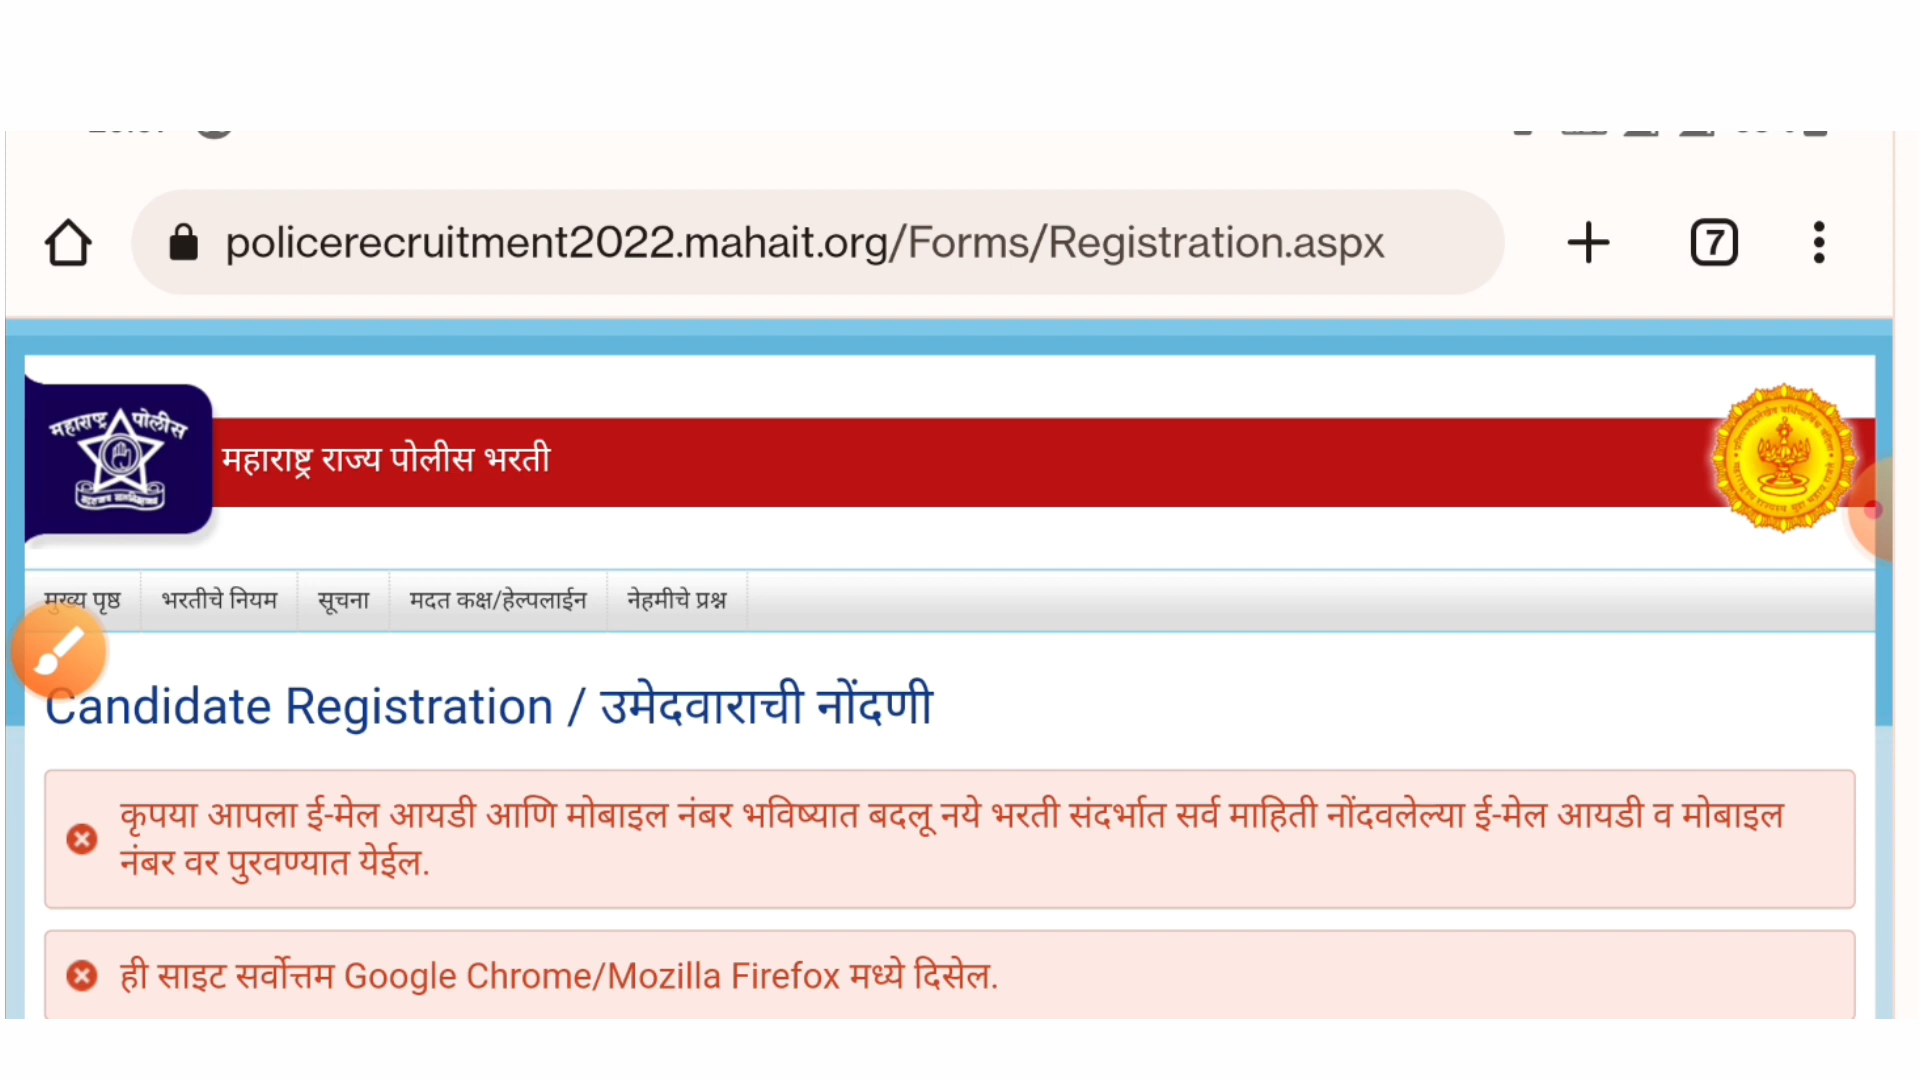 policerecruitment2022.mahait.org/Forms/Registration.aspx
7
महाराष्ट्र पोलीस
महाराष्ट्र राज्य पोलीस भरती
मुख्य पृष्ठ भरतीचे नियम सूचना मदत कक्ष/हेल्पलाईन नेहमीचे प्रश्न
Candidate Registration / उमेदवाराची नोंदणी
कृपया आपला ई-मेल आयडी आणि मोबाइल नंबर भविष्यात बदलू नये भरती संदर्भात सर्व माहिती नोंदवलेल्या ई-मेल आयडी व मोबाइल
नंबर वर पुरवण्यात येईल.
ही साइट सर्वोत्तम Google Chrome/Mozilla Firefox मध्ये दिसेल.